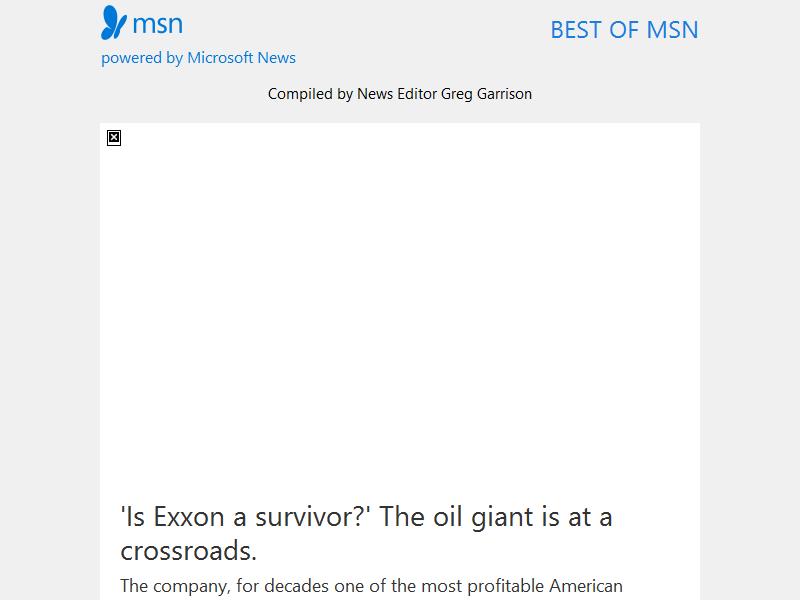 msn
BEST OF MSN
powered by Microsoft News
Compiled by News Editor Greg Garrison
'Is Exxon a survivor?' The oil giant is at a
crossroads.
The company, for decades one of the most profitable American